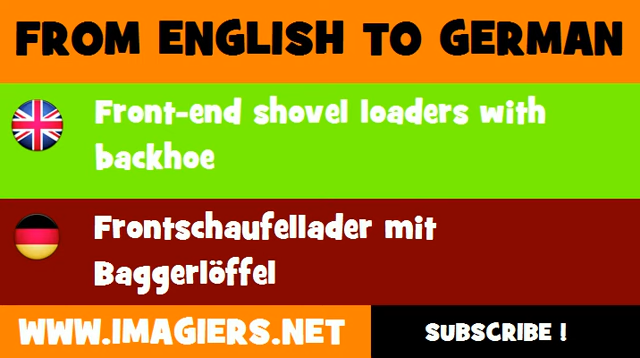 FROM ENGLISH TO GERMAN
Front-end shovel loaders with
backhoe
Frontschaufellader mit
Baggerlöffel
WWW.IMAGIERS.NET
SUBSCRIBE !